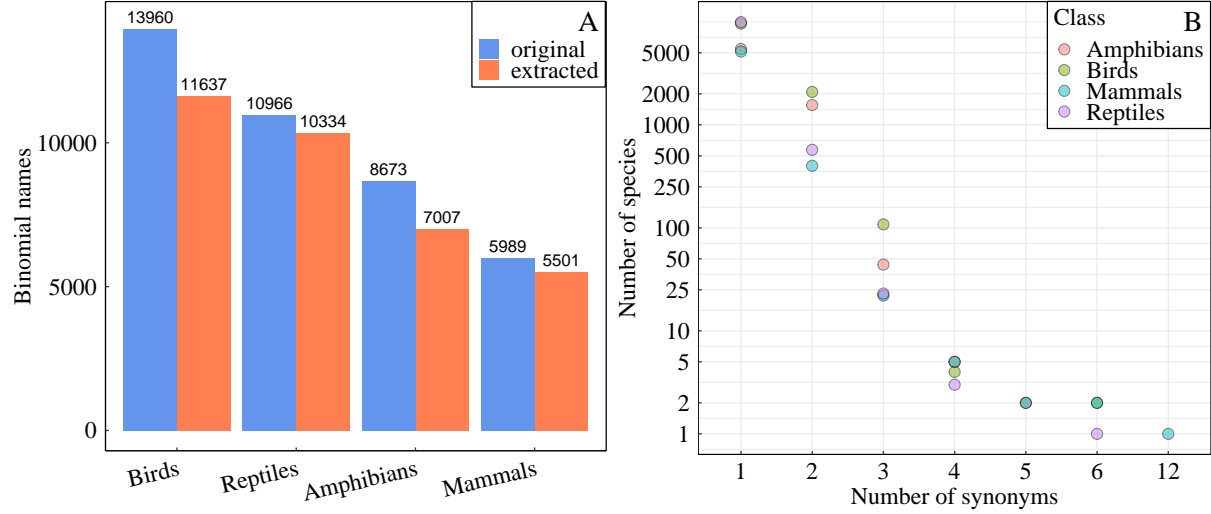 A
original
extracted
13960
11637
10966
10334
8673
7007
5989
5501
Binomial names
10000
5000
0
Birds
Reptiles
Amphibians
Mammals
B
Class
Amphibians
Birds
Mammals
Reptiles
Number of species
5000
2000
1000
500
250
100
50
25
10
5
2
1
1 2 3 4 5 6 12
Number of synonyms